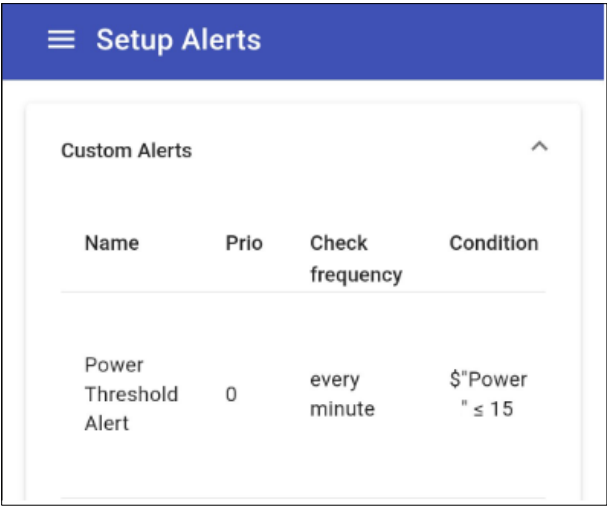 Setup Alerts
Custom Alerts
Name Prio Check frequency Condition
Power Threshold Alert 0 every minute $"Power " ≤ 15